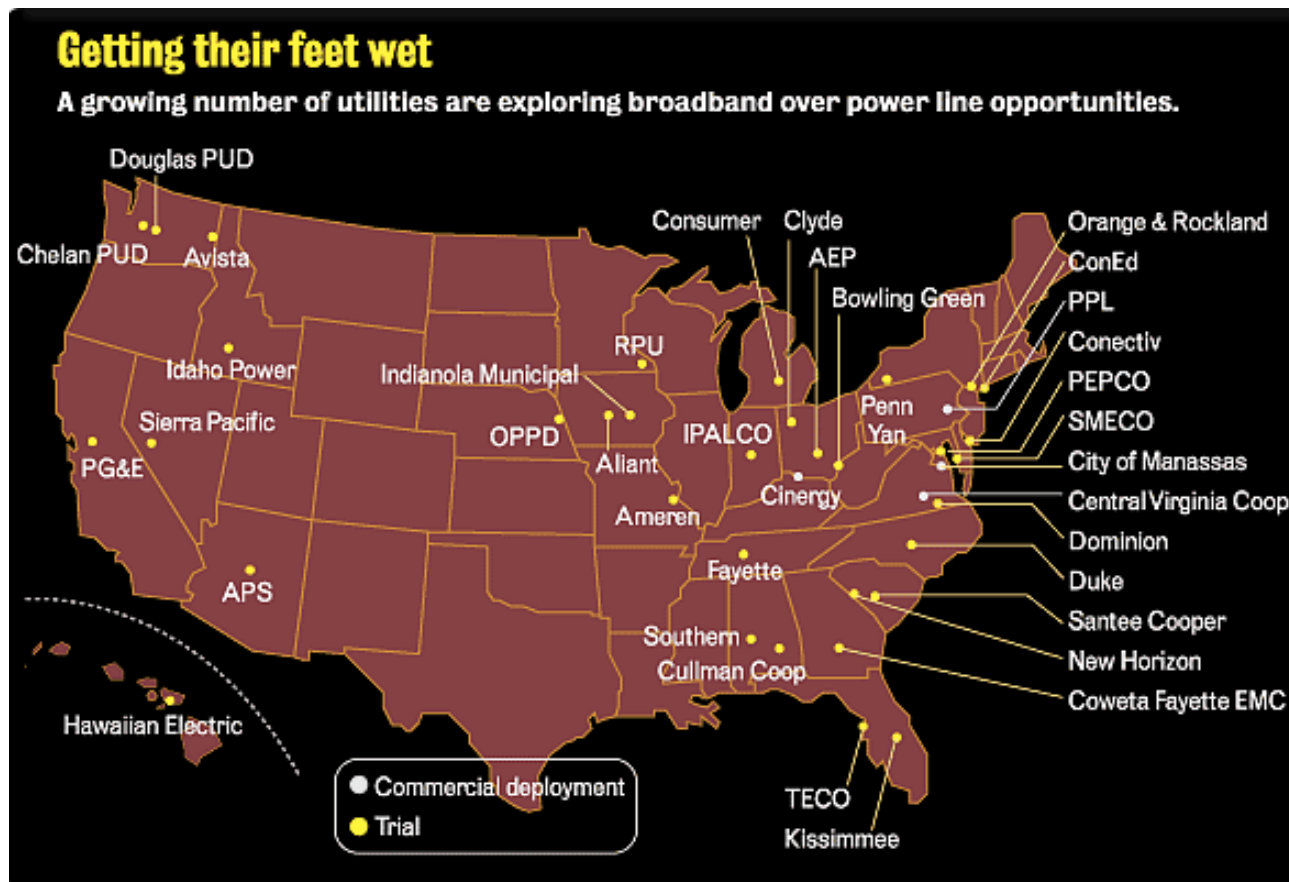 Getting their feet wet
A growing number of utilities are exploring broadband over power line opportunities.
Douglas PUD
Chelan PUD
Avista
Idaho Power
Sierra Pacific
PG&E
APS
Hawaiian Electric
RPU
Indianola Municipal
OPPD
Aliant
Ameren
IPALCO
Consumer
Clyde
AEP
Bowling Green
Cinergy
Penn
Yan
Fayette
Southern
Cullman Coop
TECO
Kissimmee
Orange & Rockland
ConEd
PPL
Conectiv
PEPCO
SMECO
City of Manassas
Central Virginia Coop
Dominion
Duke
Santee Cooper
New Horizon
Coweta Fayette EMC
Commercial deployment
Trial